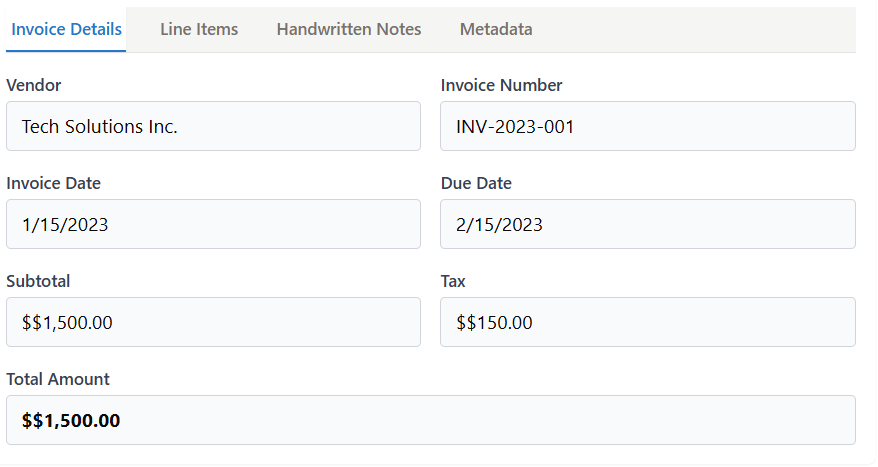 Invoice Details Line Items Handwritten Notes Metadata
Vendor Invoice Number
Tech Solutions Inc. INV-2023-001
Invoice Date Due Date
1/15/2023 2/15/2023
Subtotal Tax
$$1,500.00 $$150.00
Total Amount
$$1,500.00